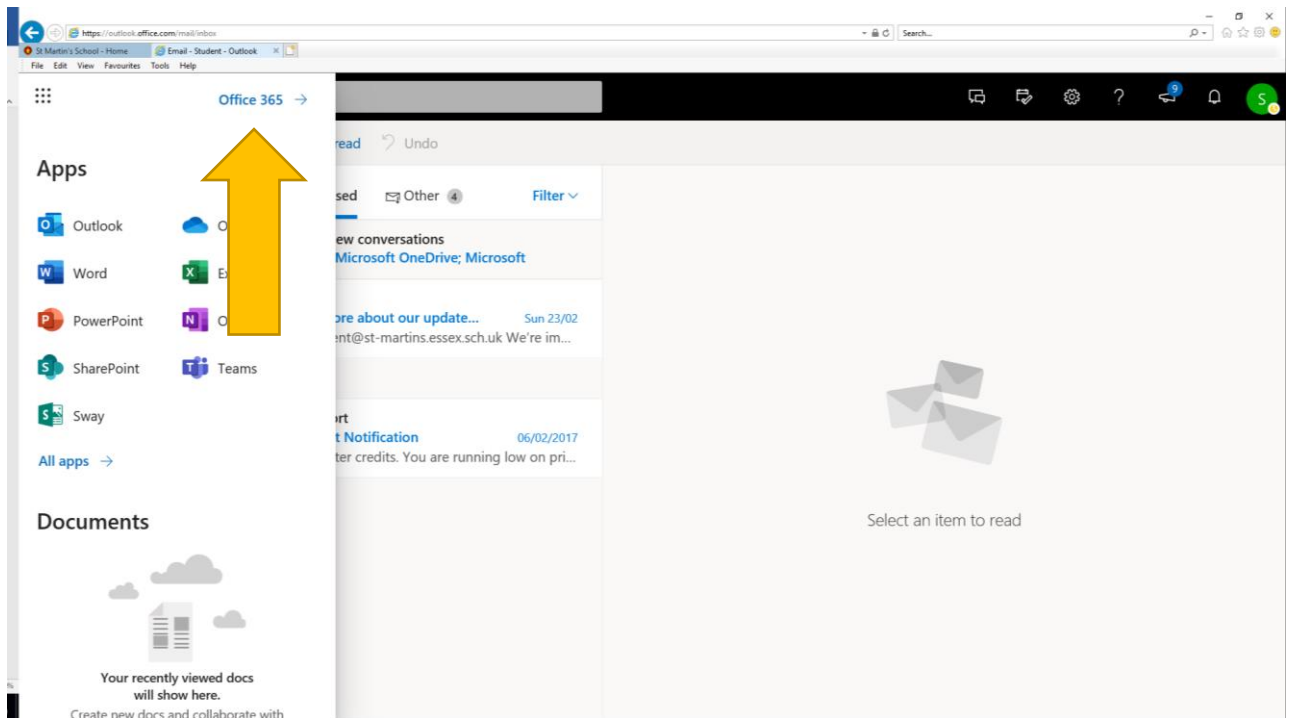 https://outlook.office.com/mail/inbox
Search...
St Martin's School - Home
Email - Student - Outlook
File Edit View Favourites Tools Help
Office 365 →
Apps
Outlook
O
Word
PowerPoint
O
SharePoint
Teams
Sway
All apps →
Documents
Your recently viewed docs
will show here.
Create new docs and collaborate with
9
S
read Undo
sed Other 4 Filter
ew conversations
Microsoft OneDrive; Microsoft
ore about our update... Sun 23/02
ent@st-martins.essex.sch.uk We're im...
ort
t Notification 06/02/2017
ter credits. You are running low on pri...
Select an item to read